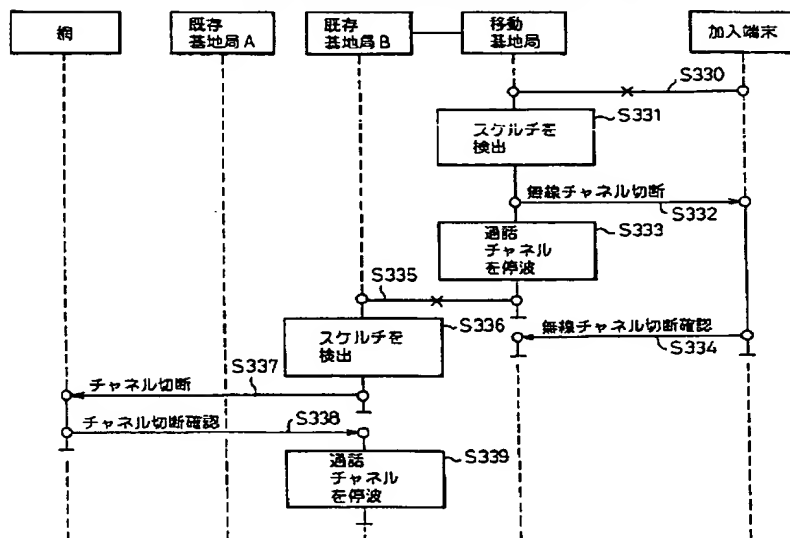 網
既存
基地局A
既存
基地局B
移動
基地局
加入端末
S330
スケルチを
検出
S331
無線チャネル切断
S332
通話
チャネル
を停波
S333
S335
スケルチを
検出
S336
無線チャネル切断確認
S334
チャネル切断
S337
チャネル切断確認
S338
通話
チャネル
を停波
S339